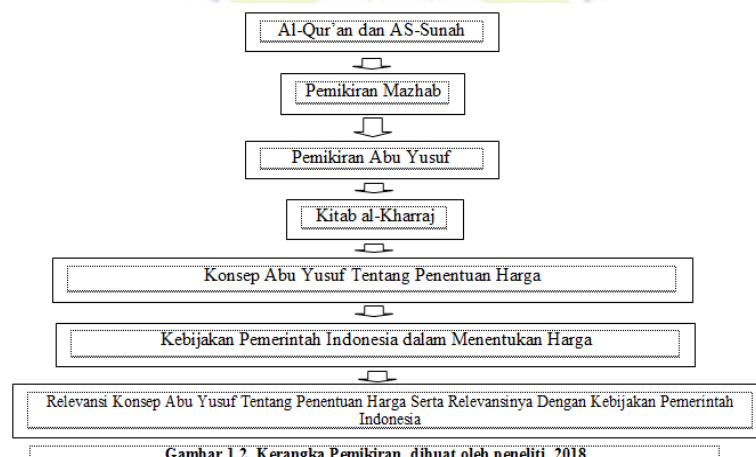 Al-Qur’an dan AS-Sunah
Pemikiran Mazhab
Pemikiran Abu Yusuf
Kitab al-Kharraj
Konsep Abu Yusuf Tentang Penentuan Harga
Kebijakan Pemerintah Indonesia dalam Menentukan Harga
Relevansi Konsep Abu Yusuf Tentang Penentuan Harga Serta Relevansinya Dengan Kebijakan Pemerintah
Indonesia
Gambar 1.2. Kerangka Pemikiran, dibuat oleh peneliti, 2018